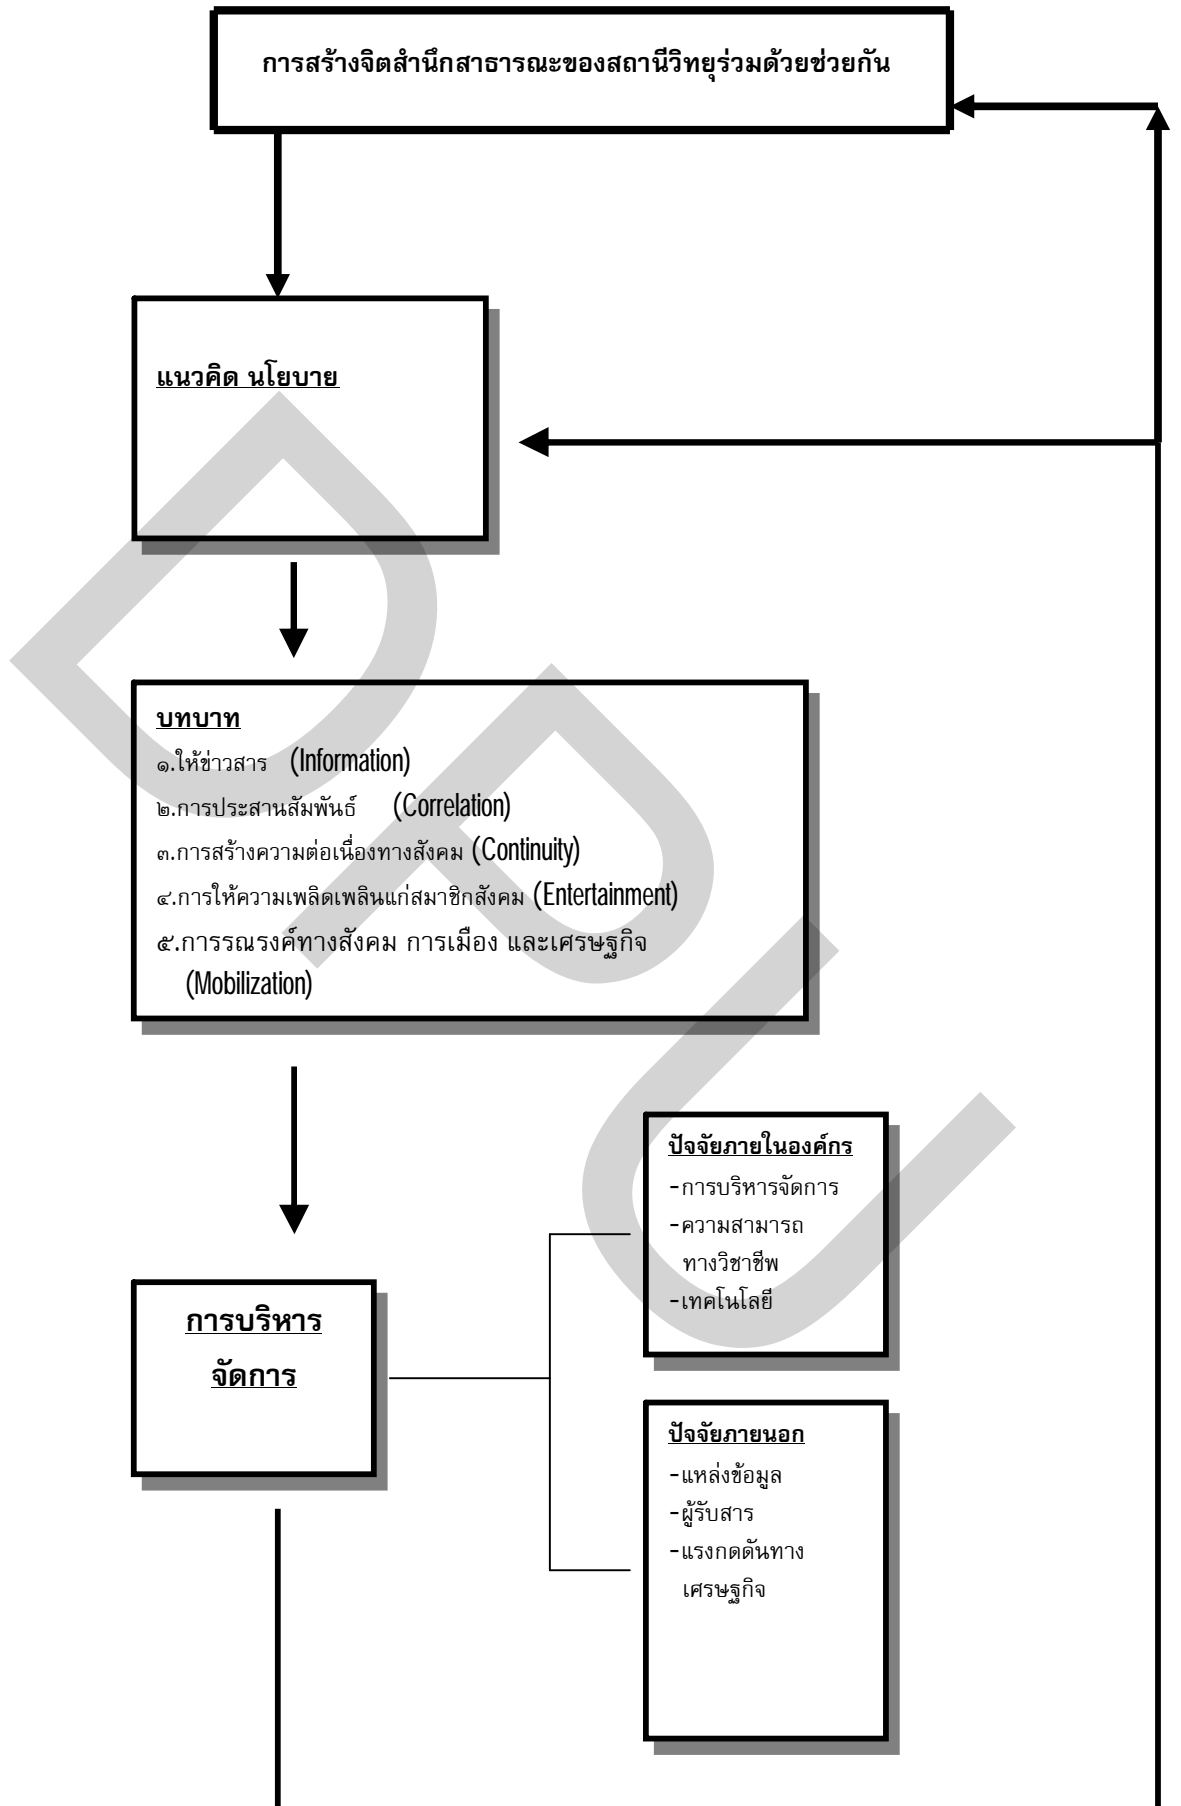 การสร้างจิตสำนึกสาธารณะของสถานีวิทยุร่วมด้วยช่วยกัน
แนวคิด นโยบาย
บทบาท
๑.ให้ข่าวสาร (Information)
๒.การประสานสัมพันธ์ (Correlation)
๓.การสร้างความต่อเนื่องทางสังคม (Continuity)
๔.การให้ความเพลิดเพลินแก่สมาชิกสังคม (Entertainment)
๕.การรณรงค์ทางสังคม การเมือง และเศรษฐกิจ
(Mobilization)
ปัจจัยภายในองค์กร
-การบริหารจัดการ
-ความสามารถ
ทางวิชาชีพ
-เทคโนโลยี
การบริหาร
จัดการ
ปัจจัยภายนอก
-แหล่งข้อมูล
-ผู้รับสาร
-แรงกดดันทาง
เศรษฐกิจ
DPU